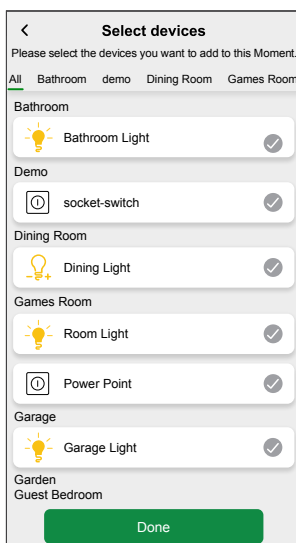 Select devices
Please select the devices you want to add to this Moment.
All Bathroom demo Dining Room Games Room
Bathroom
Bathroom Light
Demo
socket-switch
Dining Room
Dining Light
Games Room
Room Light
Power Point
Garage
Garage Light
Garden
Guest Bedroom
Done